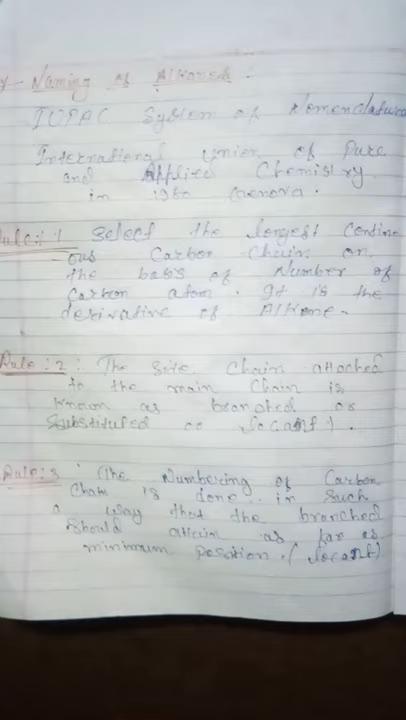 - Naming of Alkanes :
IUPAC System of Nomenclature
International Union of Pure
and Applied Chemistry
in
Rule : 1 Select the longest Contine
- ous Carbon Chain on
the basis of Number of
Carbon atom . It is the
derivative of Alkane -
Rule : 2 : The site Chain attached
to the main Chain is
known as branched or
Substituted or locant ) .
Rule : 3 (The Numbering of Carbon
Chain is done .. in such
a way that the branched
should attain as far as
minimum position . ( locant )